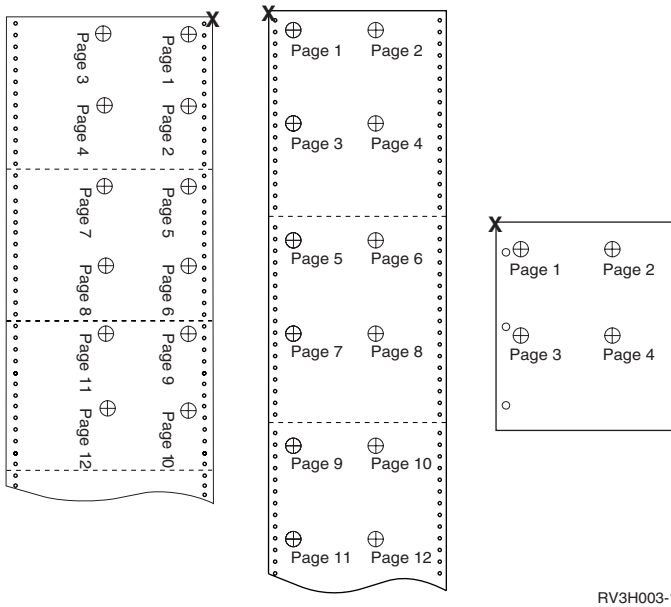 X
Page 1
Page 3
Page 2
Page 4
Page 5
Page 7
Page 6
Page 8
Page 9
Page 11
Page 10
Page 12
X
Page 1 Page 2
Page 3 Page 4
Page 5 Page 6
Page 7 Page 8
Page 9 Page 10
Page 11 Page 12
X
Page 1 Page 2
Page 3 Page 4
RV3H003-